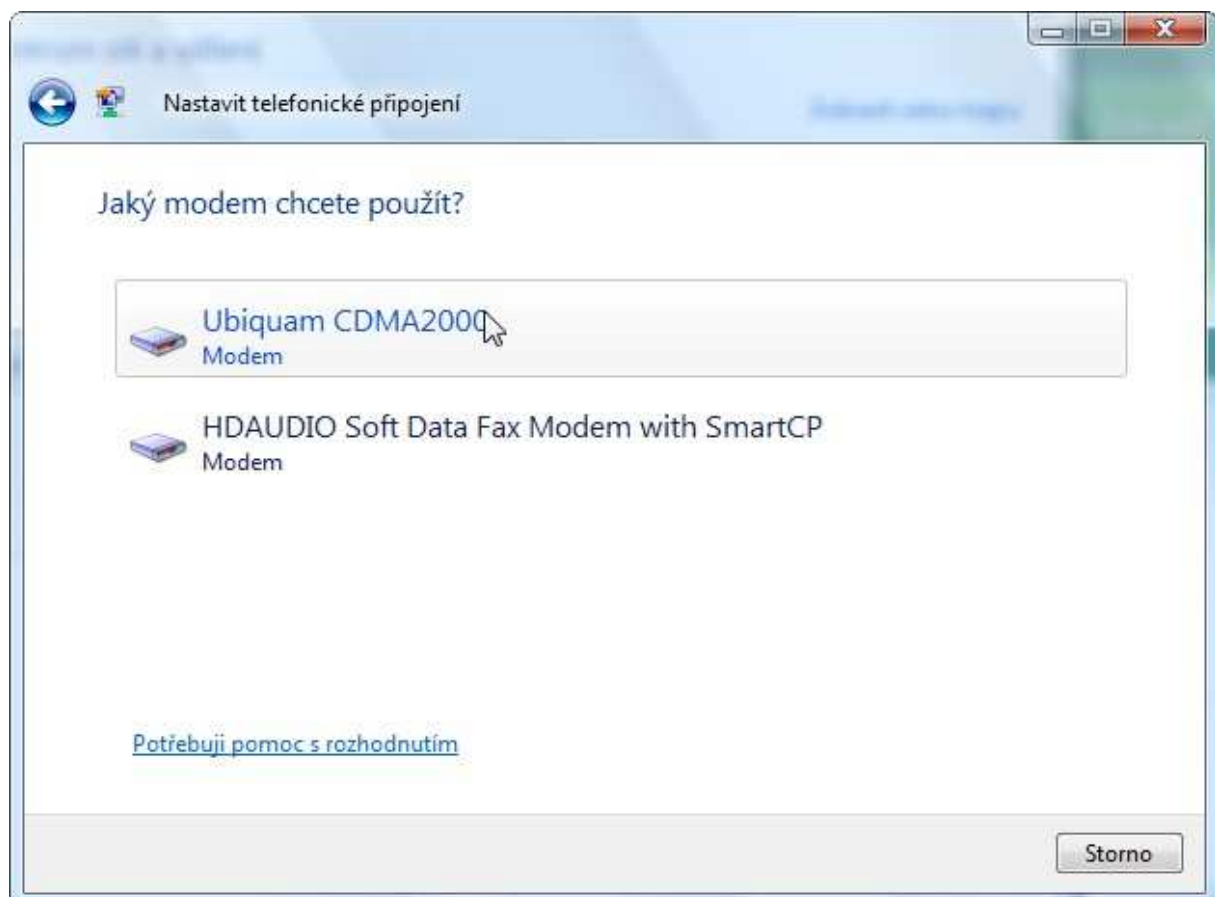 Nastavit telefonické připojení
Jaký modem chcete použít?
Ubiquam CDMA2000
Modem
HDAUDIO Soft Data Fax Modem with SmartCP
Modem
Potřebuji pomoc s rozhodnutím
Storno